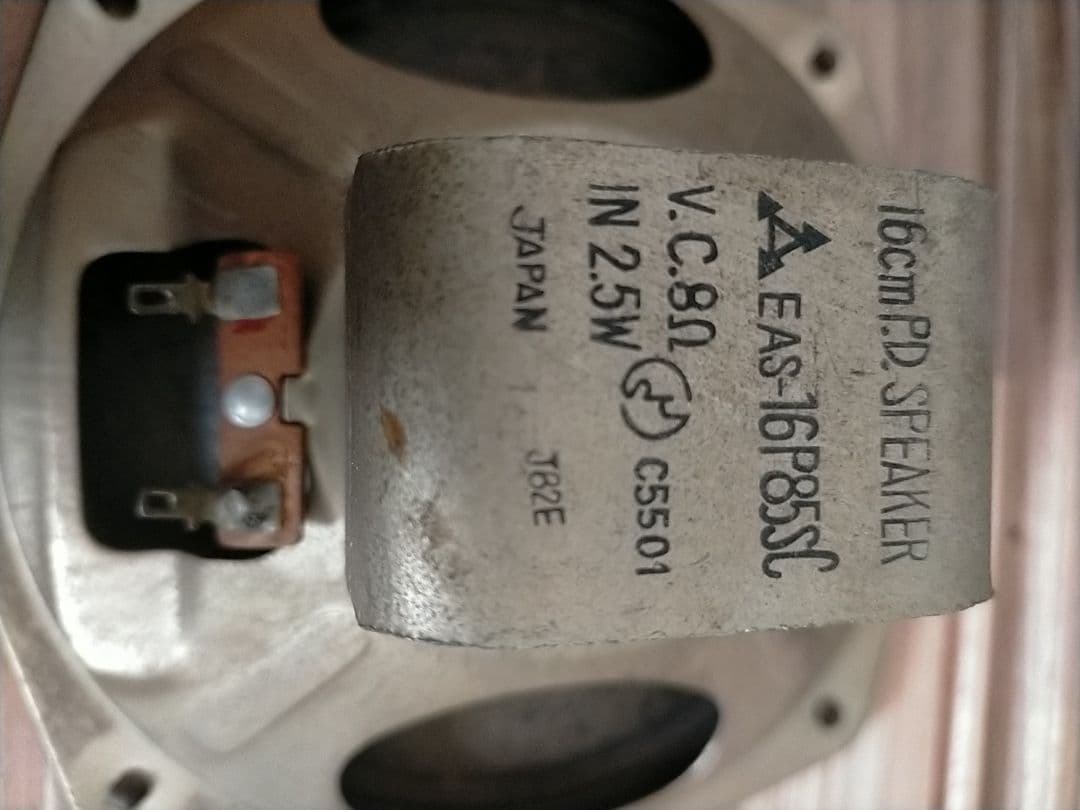 16cm P.D. SPEAKER
EAS-16P85SC
V.C.8Ω
IN 2.5W C5501
JAPAN J82E